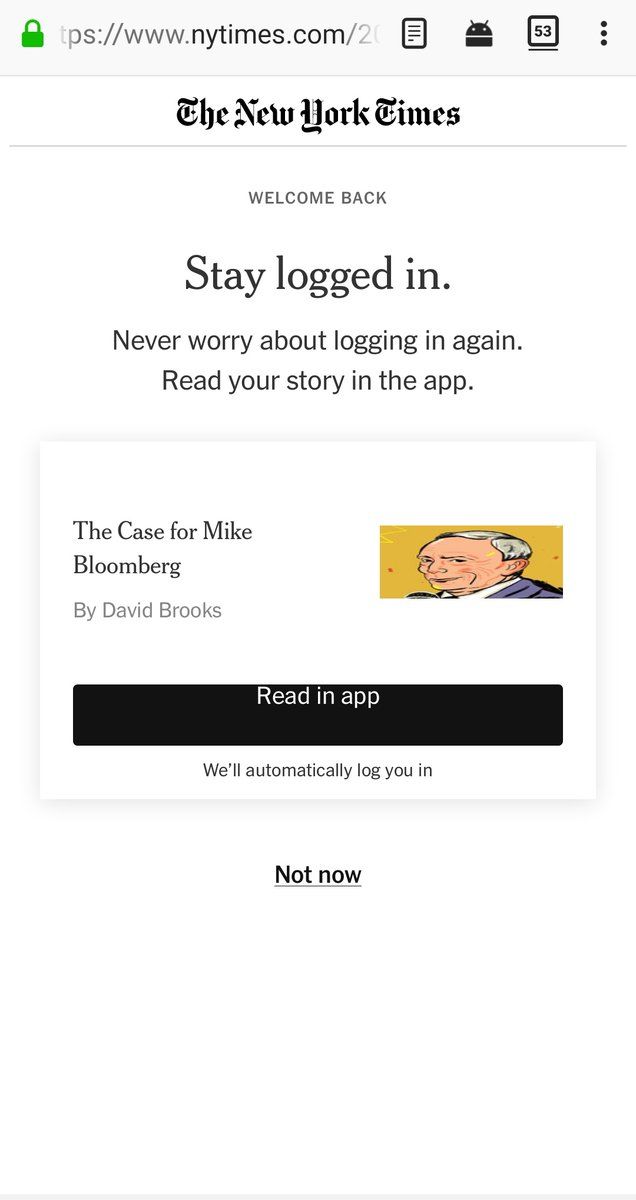 tps://www.nytimes.com/20
53
The New York Times
WELCOME BACK
Stay logged in.
Never worry about logging in again.
Read your story in the app.
The Case for Mike
Bloomberg
By David Brooks
Read in app
We'll automatically log you in
Not now